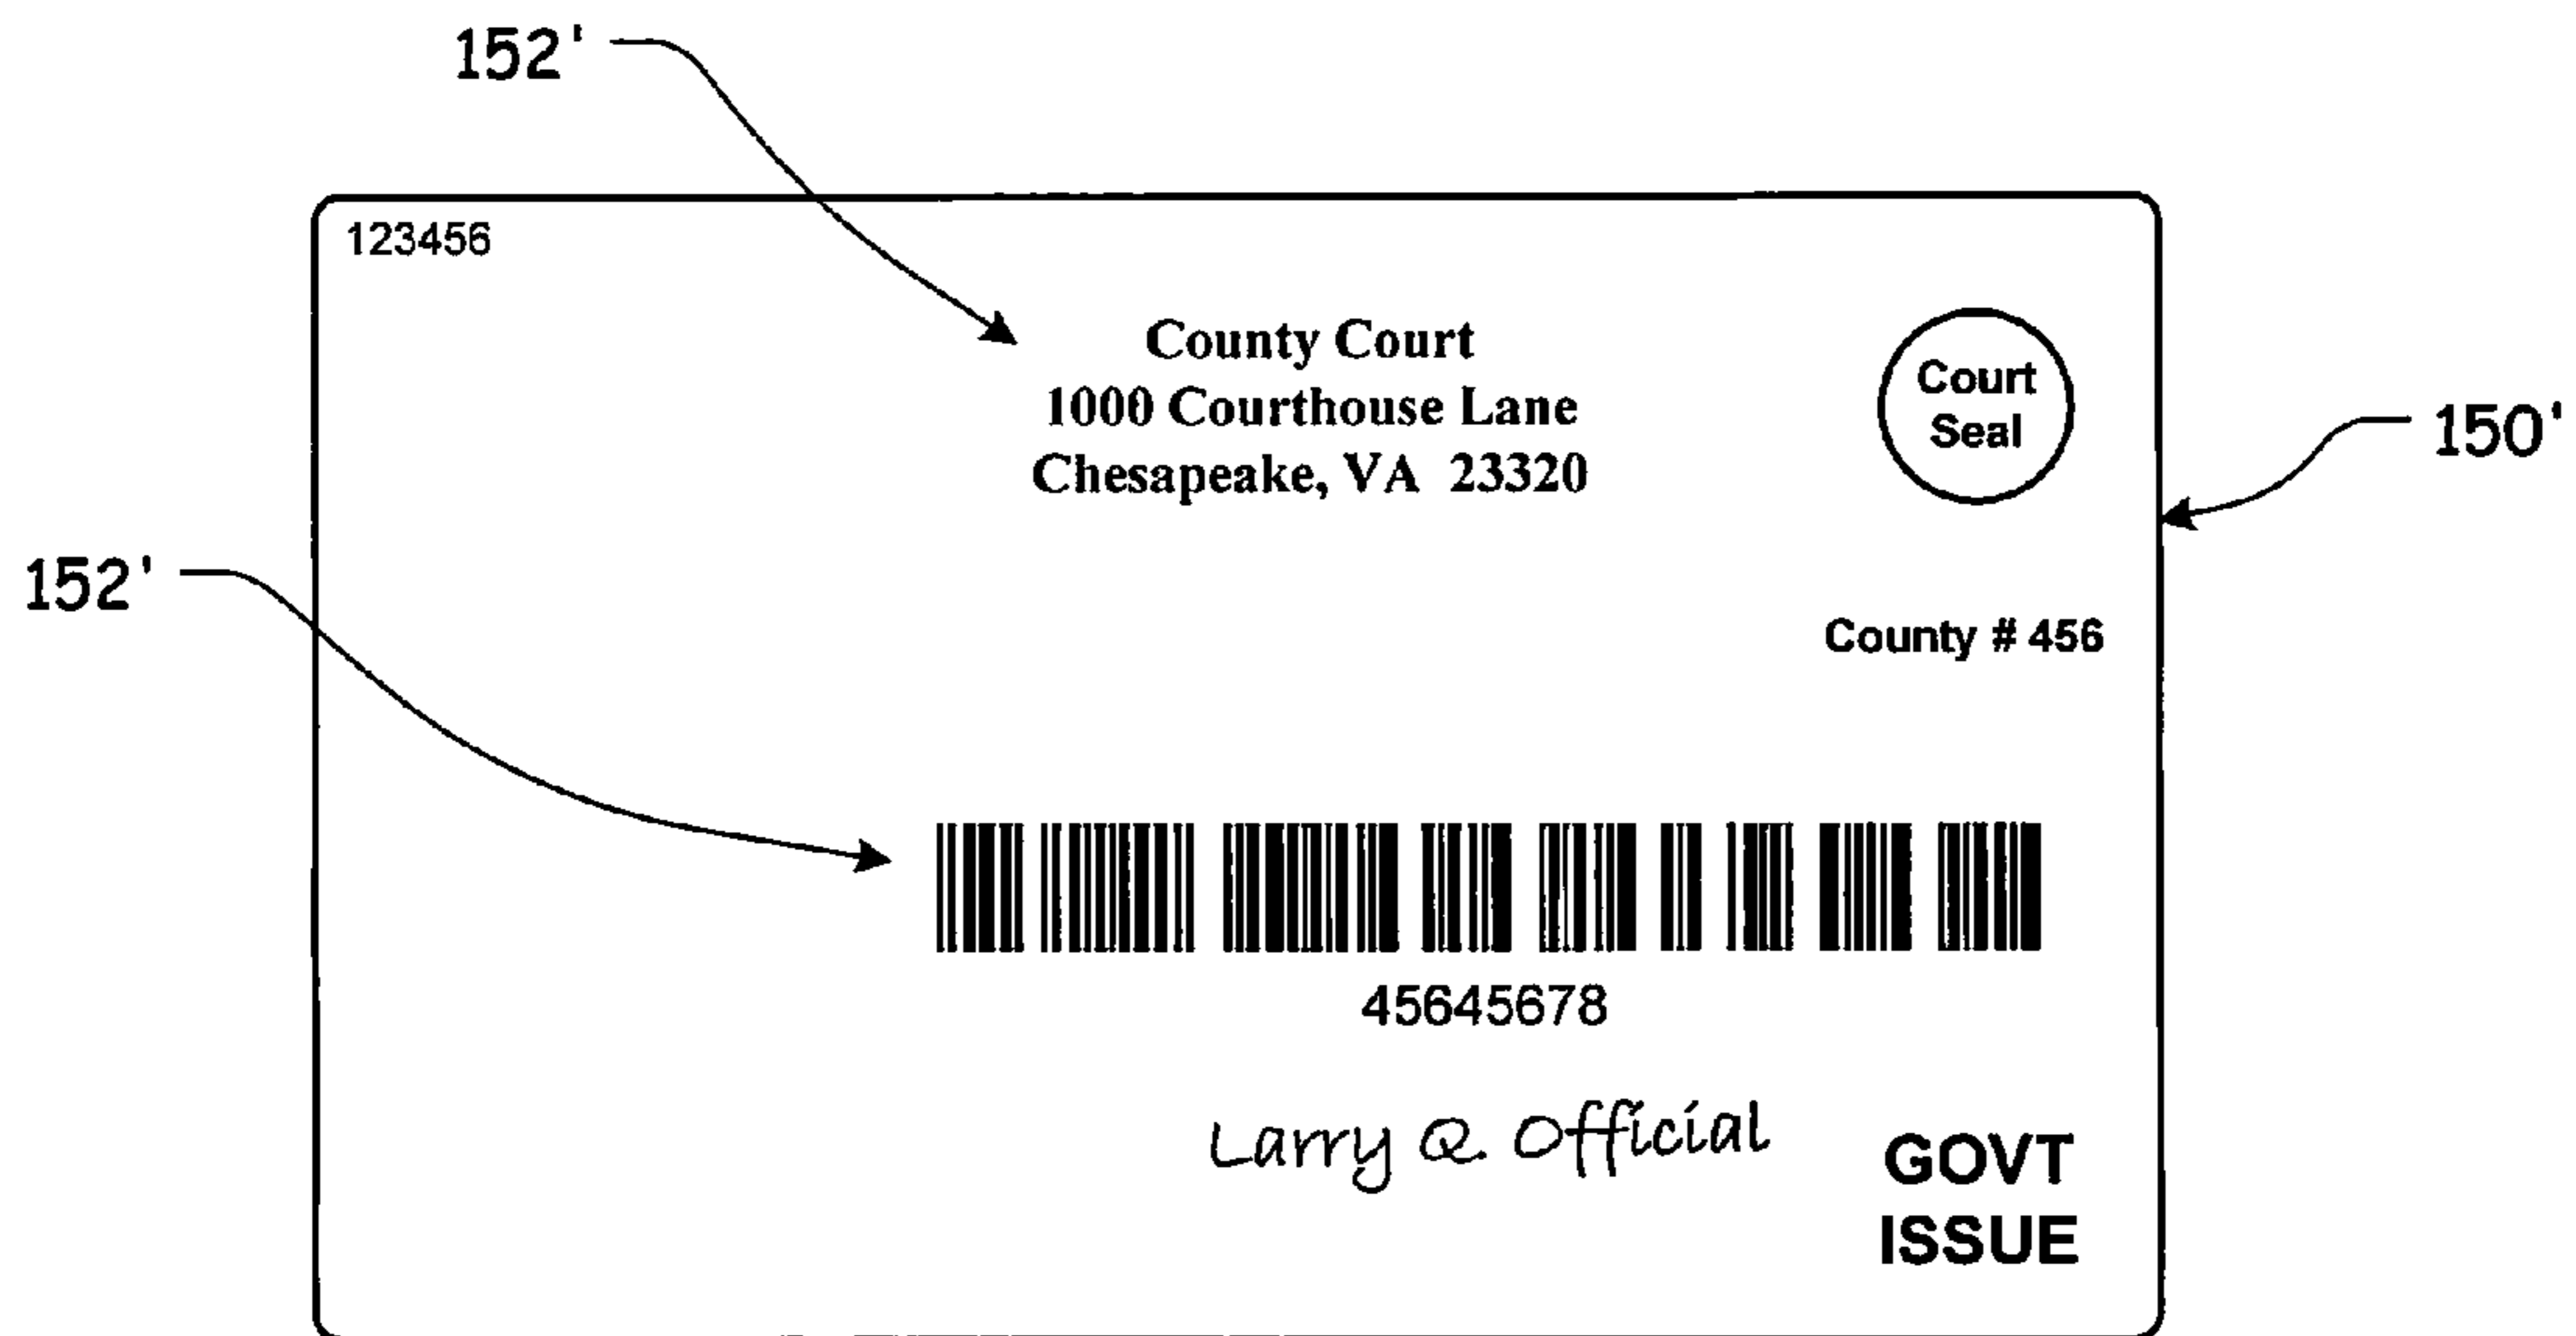 152'
123456
County Court
1000 Courthouse Lane
Chesapeake, VA 23320
Court
Seal
150'
152'
County # 456
45645678
Larry Q. Official
GOVT
ISSUE